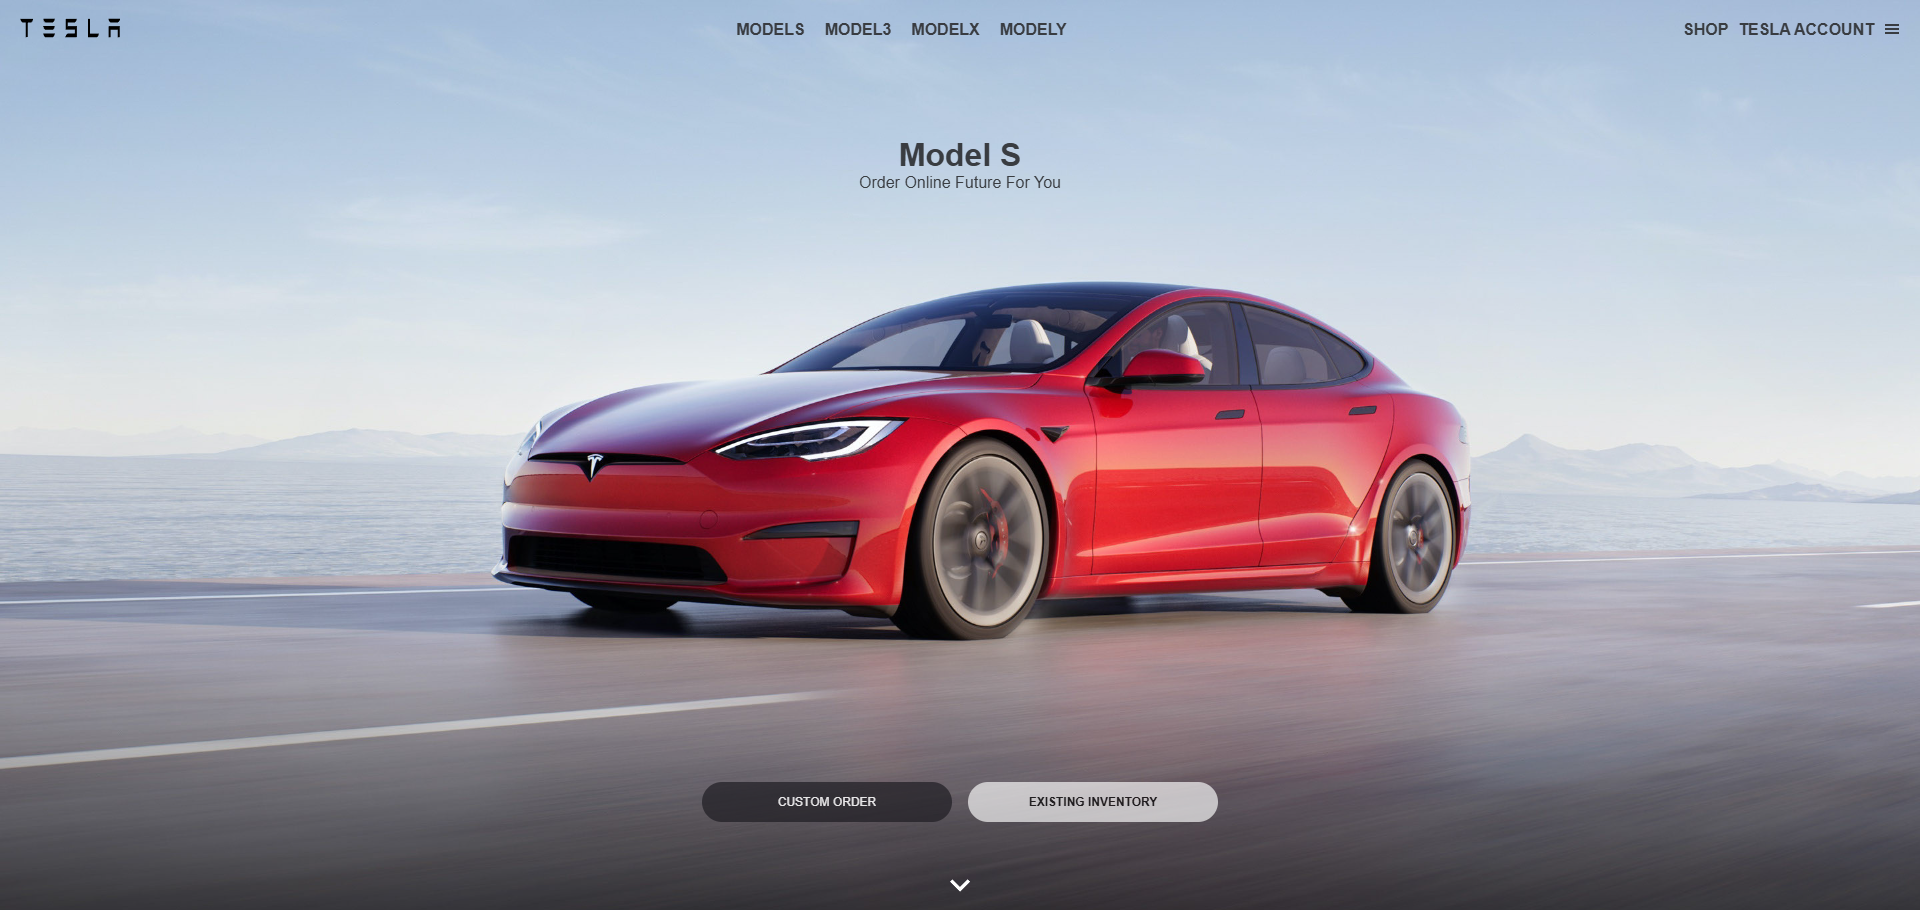 TESLA
MODELS MODEL3 MODELX MODELY
SHOP TESLA ACCOUNT
Model S
Order Online Future For You
CUSTOM ORDER
EXISTING INVENTORY